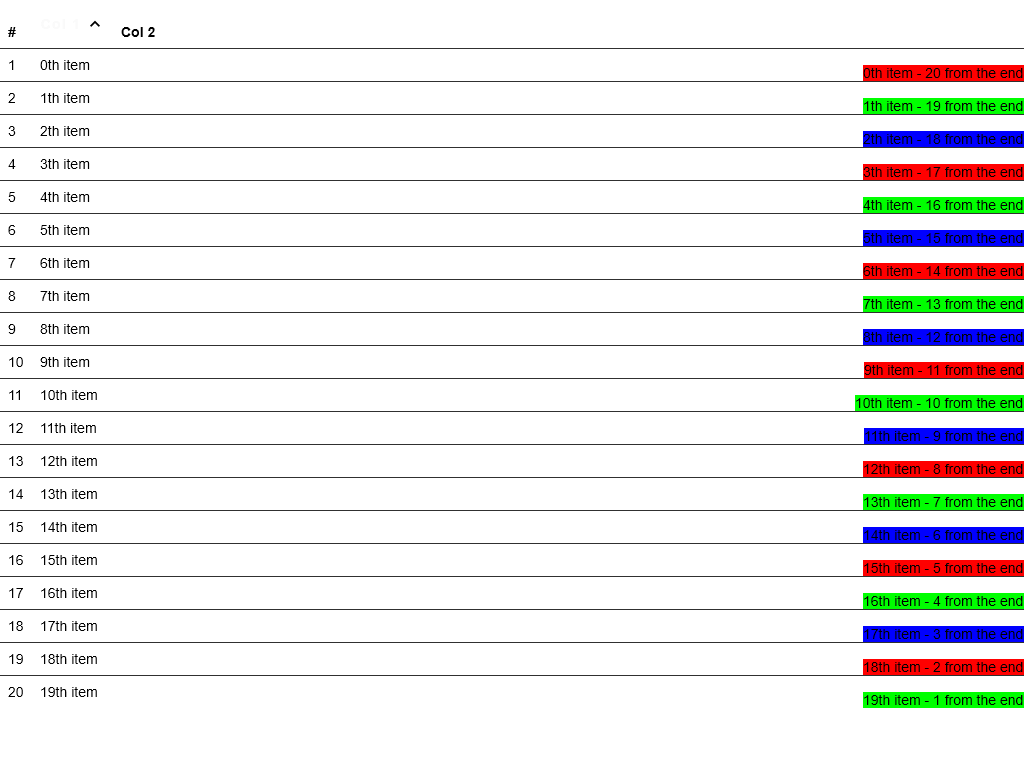 # Col 1 Col 2
1 0th item 0th item - 20 from the end
2 1th item 1th item - 19 from the end
3 2th item 2th item - 18 from the end
4 3th item 3th item - 17 from the end
5 4th item 4th item - 16 from the end
6 5th item 5th item - 15 from the end
7 6th item 6th item - 14 from the end
8 7th item 7th item - 13 from the end
9 8th item 8th item - 12 from the end
10 9th item 9th item - 11 from the end
11 10th item 10th item - 10 from the end
12 11th item 11th item - 9 from the end
13 12th item 12th item - 8 from the end
14 13th item 13th item - 7 from the end
15 14th item 14th item - 6 from the end
16 15th item 15th item - 5 from the end
17 16th item 16th item - 4 from the end
18 17th item 17th item - 3 from the end
19 18th item 18th item - 2 from the end
20 19th item 19th item - 1 from the end